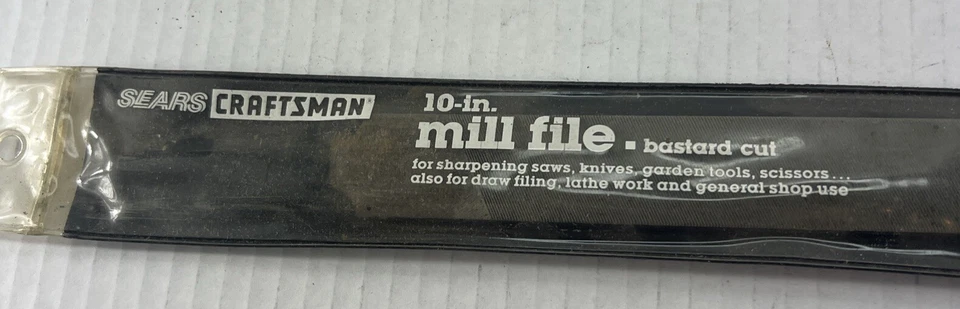 SEARS CRAFTSMAN
10-in.
mill file ▪ bastard cut
for sharpening saws, knives, garden tools, scissors...
also for draw filing, lathe work and general shop use